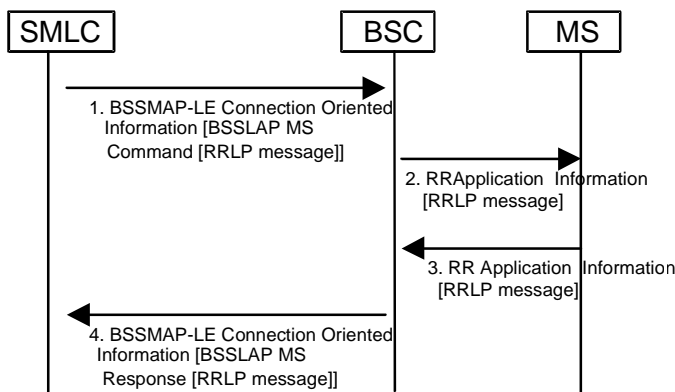 SMLC
BSC
MS
1. BSSMAP-LE Connection Oriented
Information [BSSLAP MS
Command [RRLP message]]
2. RRApplication Information
[RRLP message]
3. RR Application Information
[RRLP message]
4. BSSMAP-LE Connection Oriented
Information [BSSLAP MS
Response [RRLP message]]